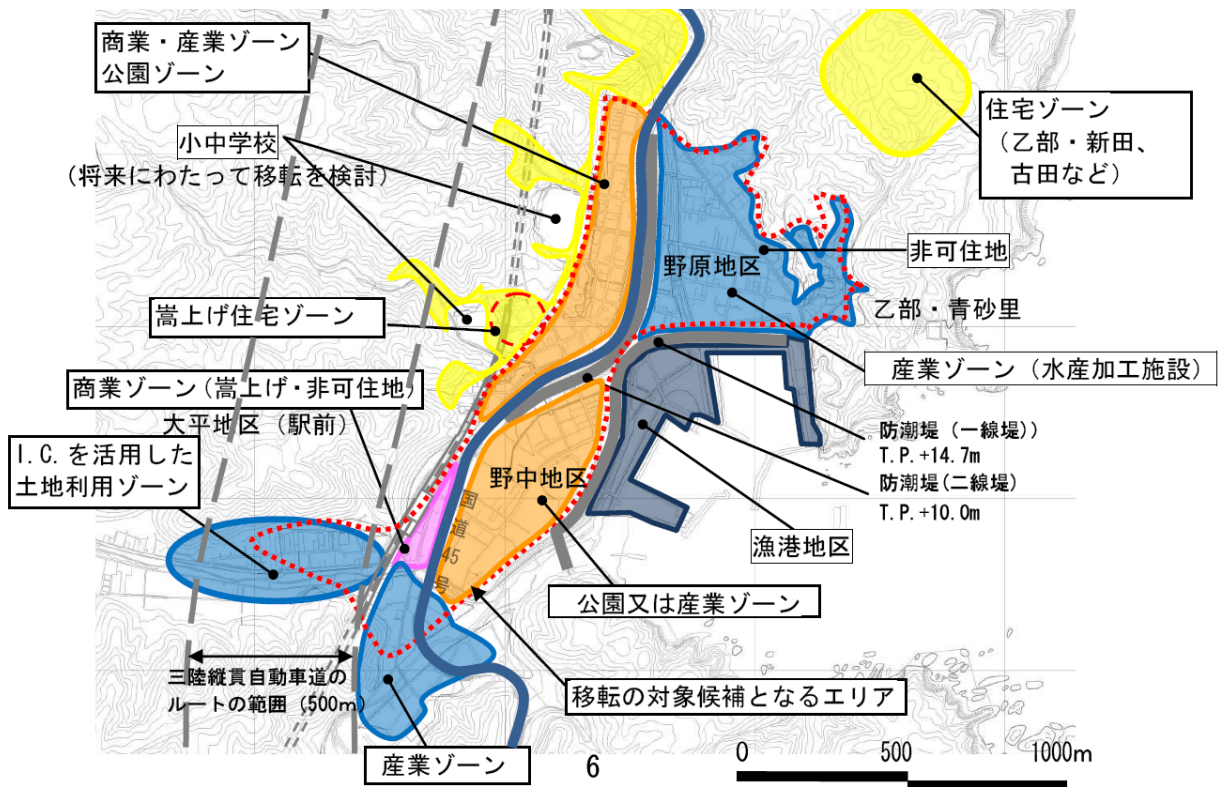 商業・産業ゾーン
公園ゾーン
小中学校
(将来にわたって移転を検討)
住宅ゾーン
(乙部・新田、
古田など)
野原地区
非可住地
嵩上げ住宅ゾーン
乙部・青砂里
産業ゾーン(水産加工施設)
商業ゾーン(嵩上げ・非可住地)
大平地区(駅前)
防潮堤(一線堤))
T.P.+14.7m
防潮堤(二線堤)
T.P.+10.0m
I.C.を活用した
土地利用ゾーン
野中地区
国道45号
漁港地区
公園又は産業ゾーン
三陸縦貫自動車道の
ルートの範囲(500m)
移転の対象候補となるエリア
産業ゾーン
6
0 500 1000m